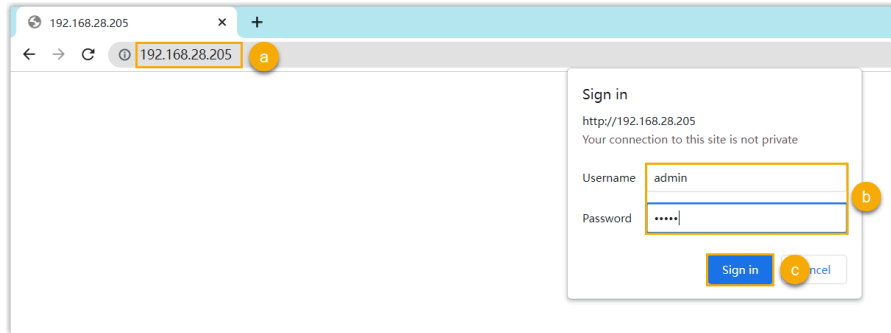 192.168.28.205
192.168.28.205 a
Sign in
http://192.168.28.205
Your connection to this site is not private
Username admin
b
Password •••••
Sign in c ncel